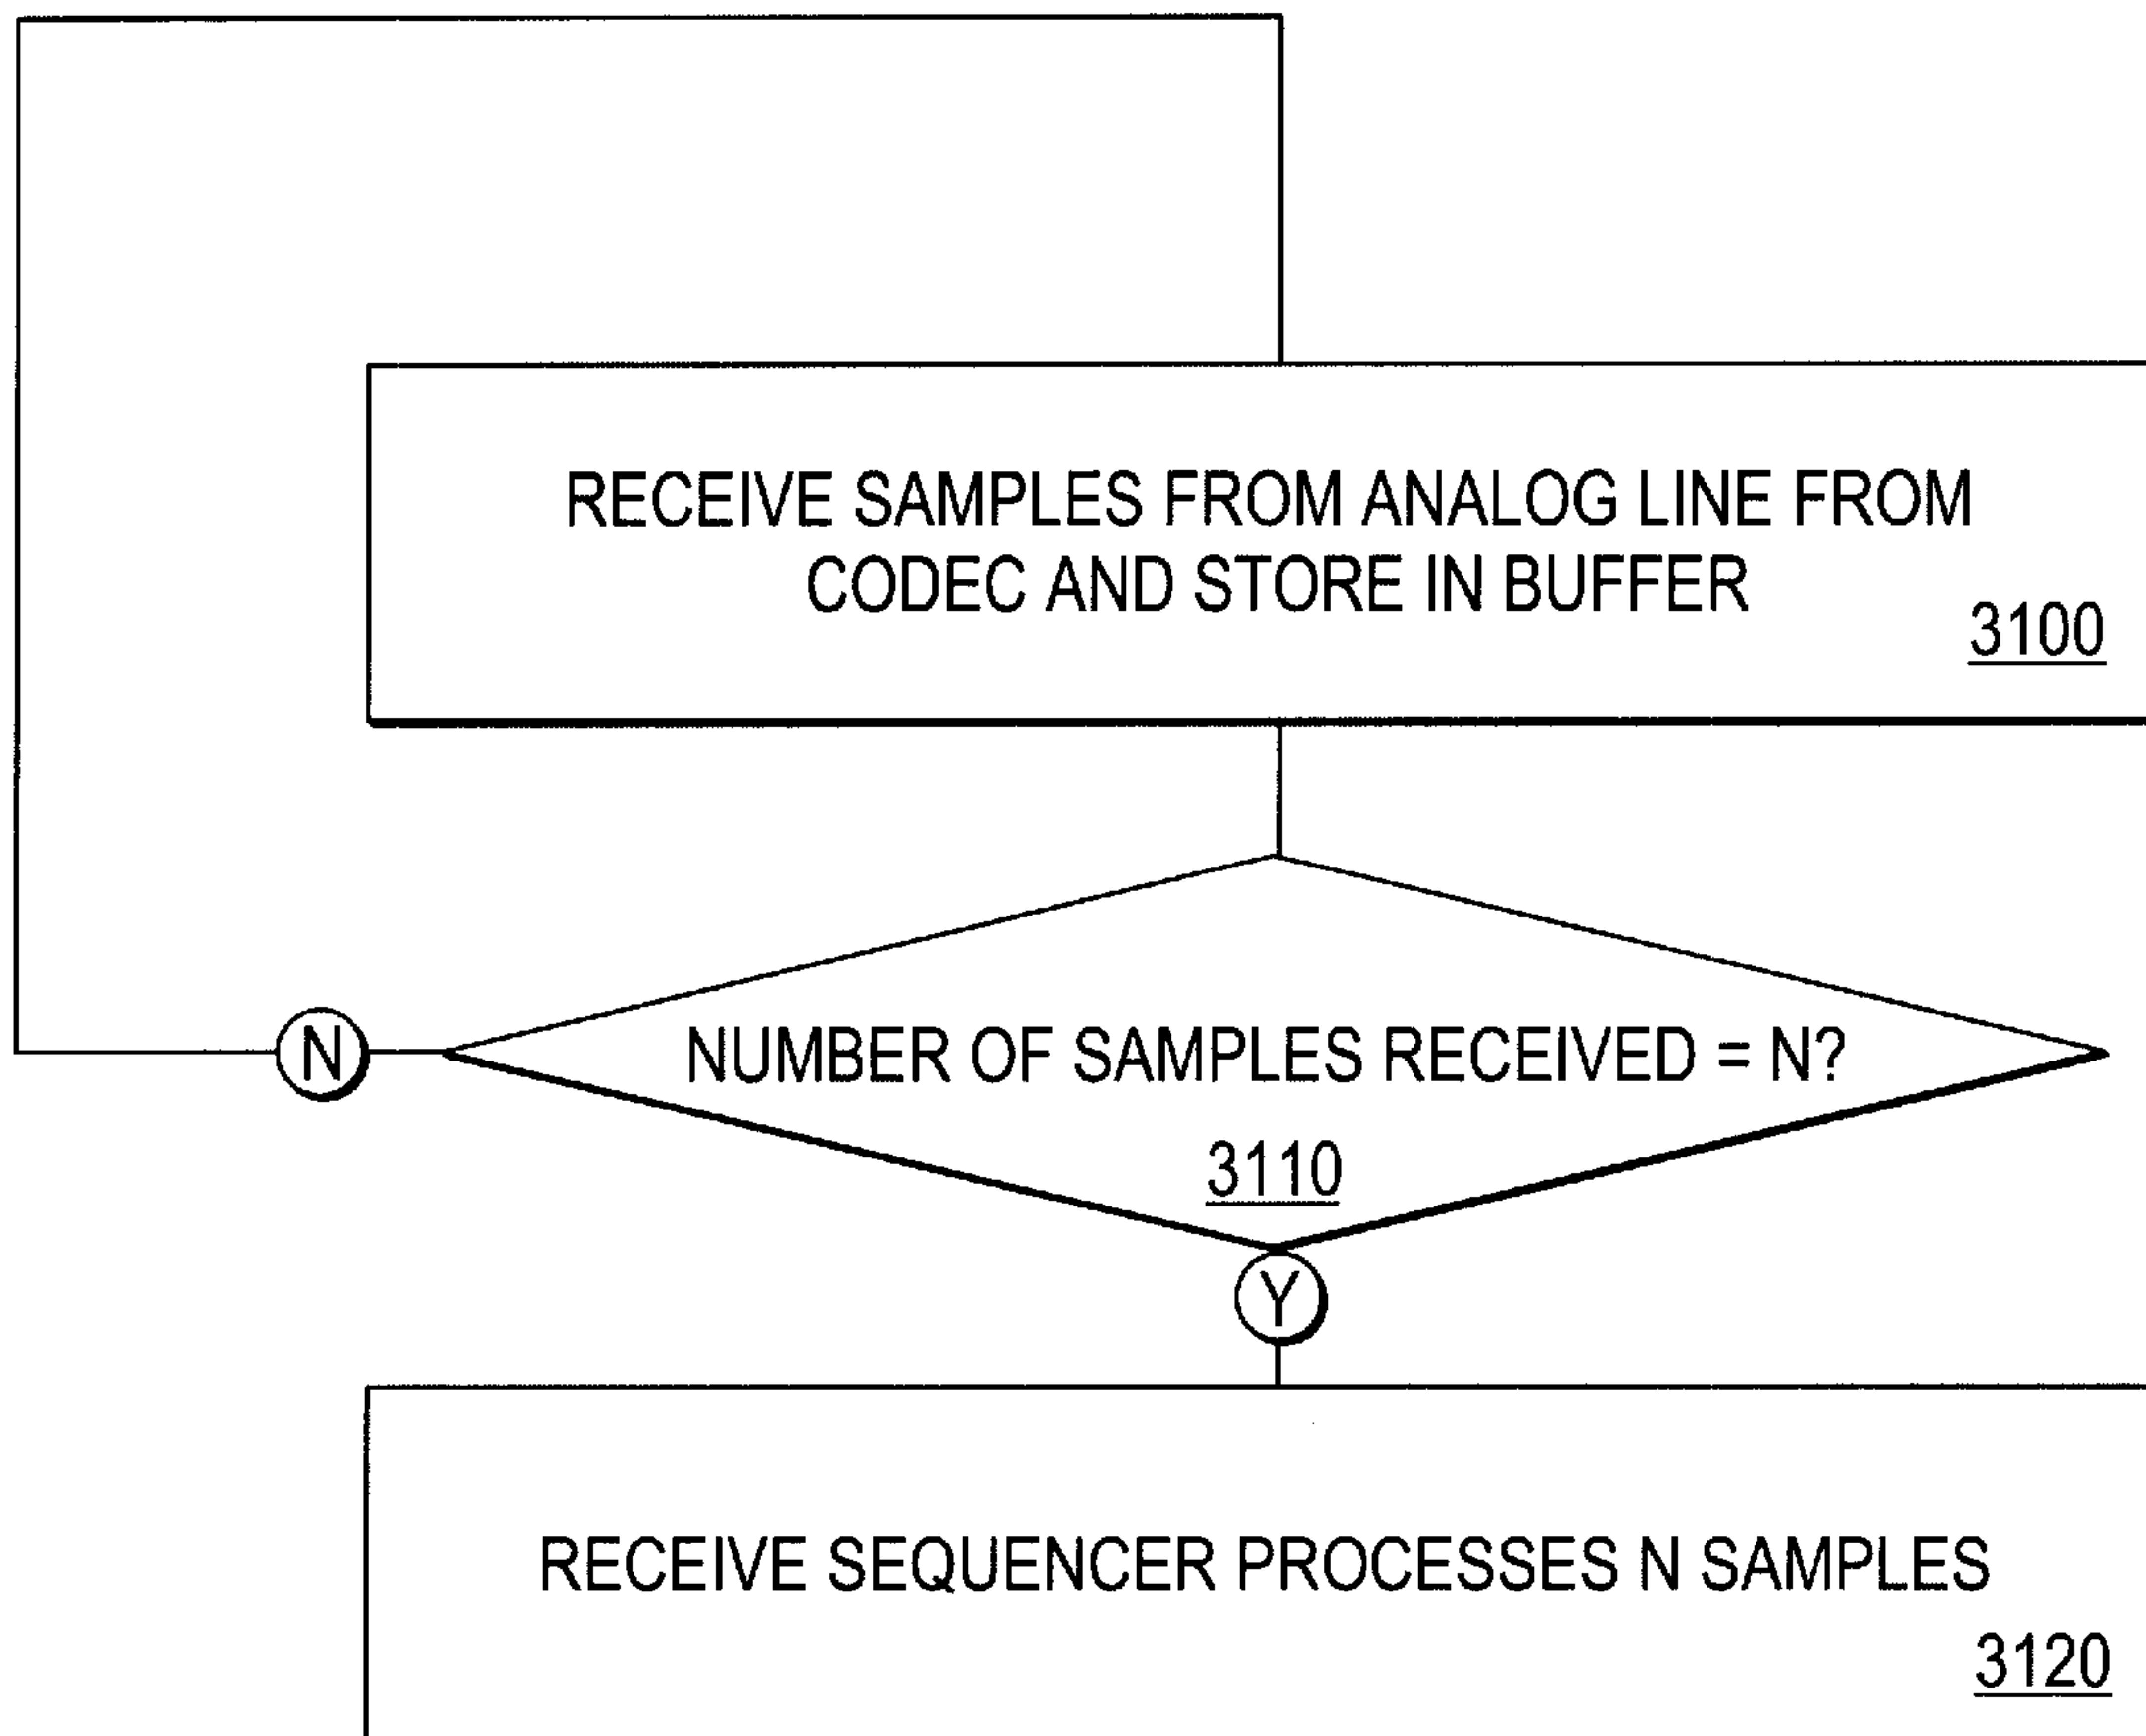 RECEIVE SAMPLES FROM ANALOG LINE FROM
CODEC AND STORE IN BUFFER
3100
N
NUMBER OF SAMPLES RECEIVED = N?
3110
Y
RECEIVE SEQUENCER PROCESSES N SAMPLES
3120